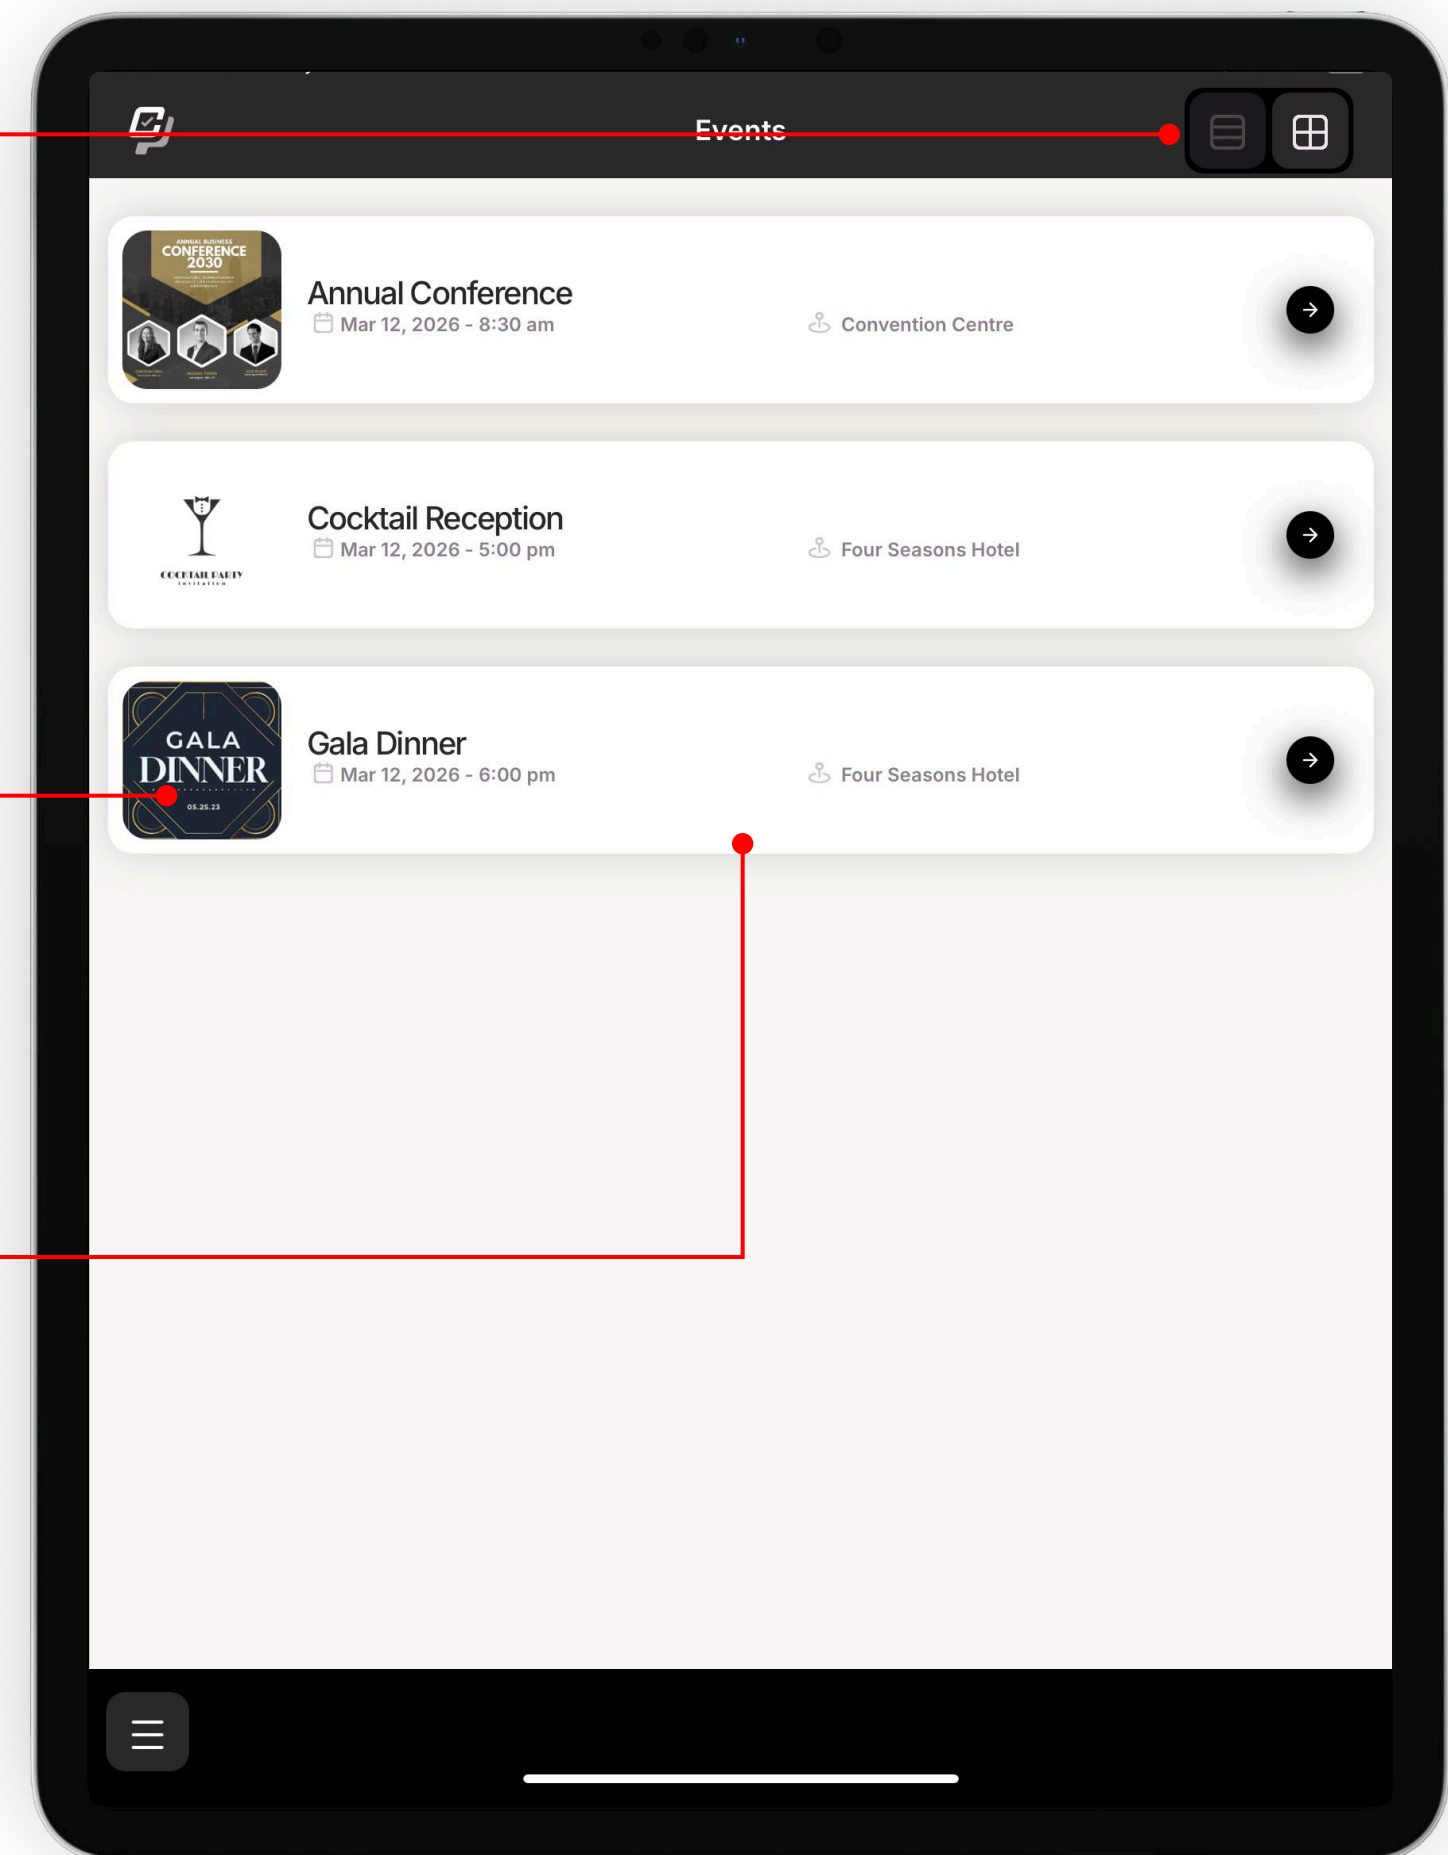 Events
ANNUAL BUSINESS
CONFERENCE
2030
Annual Conference
Mar 12, 2026 - 8:30 am
Convention Centre
Cocktail Reception
Mar 12, 2026 - 5:00 pm
Four Seasons Hotel
COCKTAIL PARTY
invitation
GALA
DINNER
05.25.23
Gala Dinner
Mar 12, 2026 - 6:00 pm
Four Seasons Hotel